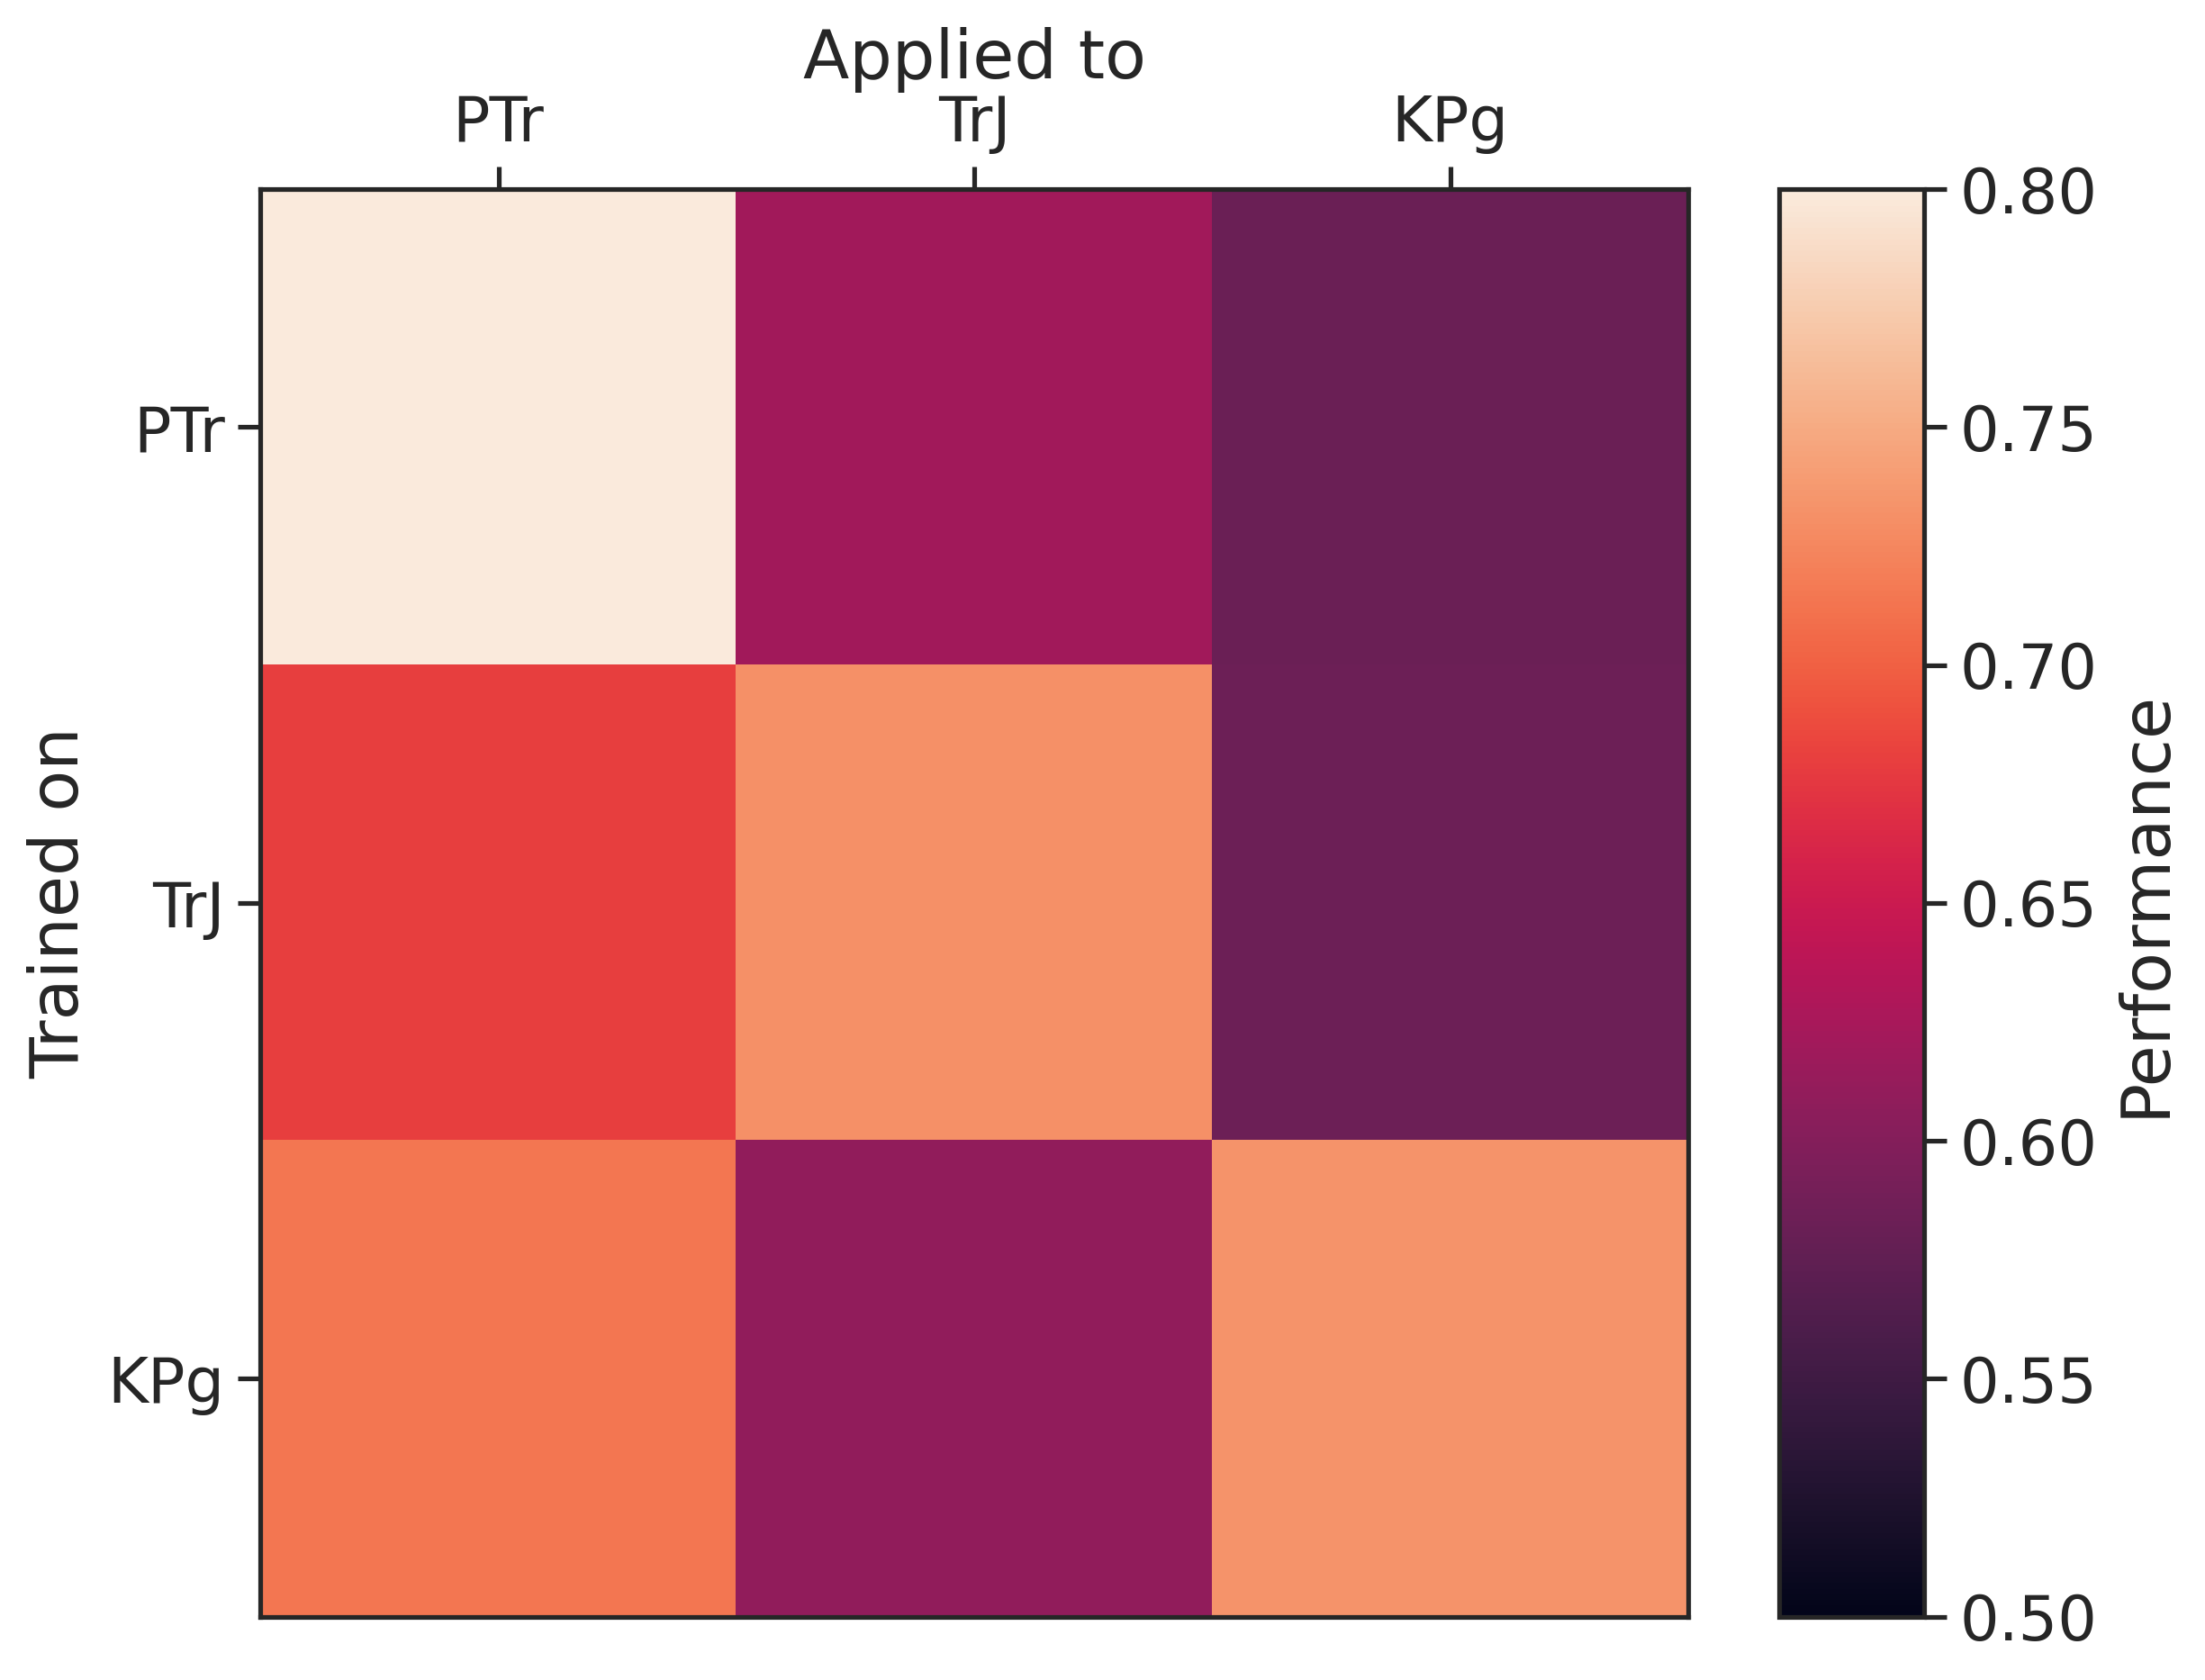 Applied to
PTr TrJ KPg
PTr
TrJ
KPg
Trained on
0.80
0.75
0.70
0.65
0.60
0.55
0.50
Performance